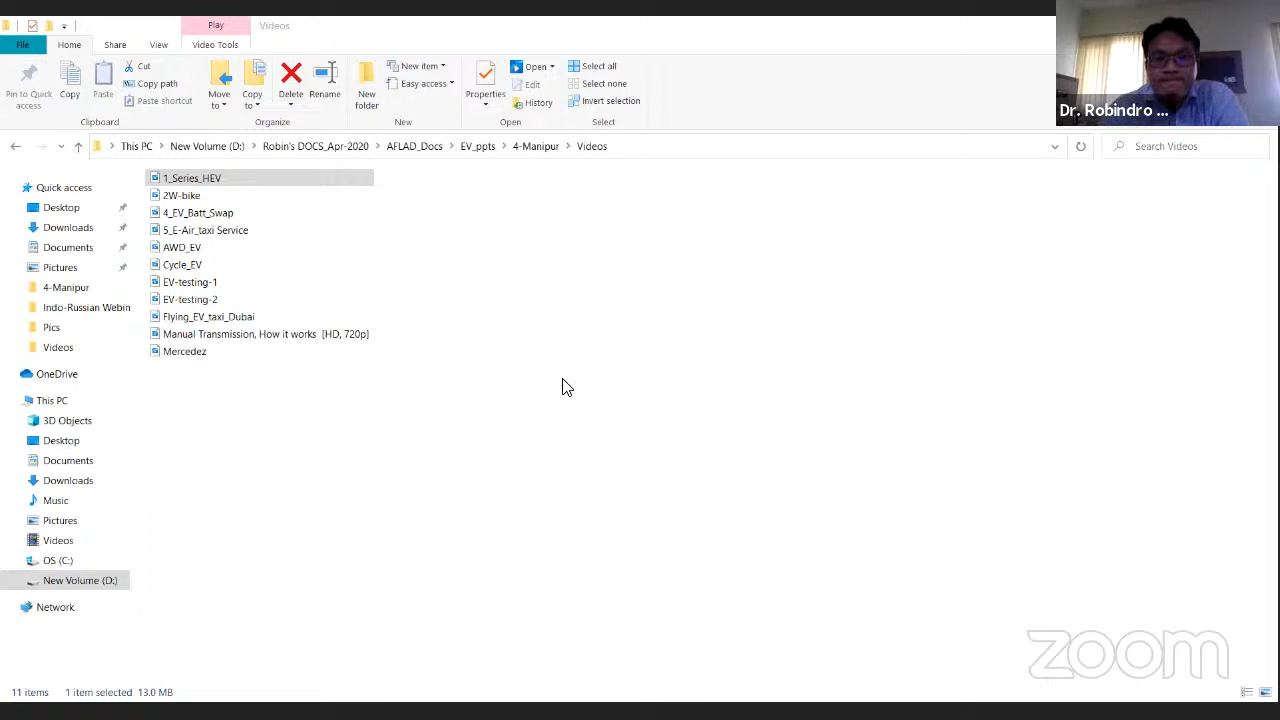 Play
Videos
File
Home
Share
View
Video Tools
Pin to Quick access
Copy
Paste
Cut
Copy path
Paste shortcut
Clipboard
Move to
Copy to
Delete
Rename
Organize
New folder
New item
Easy access
New
Properties
Open
Edit
History
Open
Select all
Select none
Invert selection
Select
Dr. Robindro ...
This PC > New Volume (D:) > Robin's DOCS_Apr-2020 > AFLAD_Docs > EV_ppts > 4-Manipur > Videos
Search Videos
Quick access
Desktop
Downloads
Documents
Pictures
4-Manipur
Indo-Russian Webin
Pics
Videos
OneDrive
This PC
3D Objects
Desktop
Documents
Downloads
Music
Pictures
Videos
OS (C:)
New Volume (D:)
Network
1_Series_HEV
2W-bike
4_EV_Batt_Swap
5_E-Air_taxi Service
AWD_EV
Cycle_EV
EV-testing-1
EV-testing-2
Flying_EV_taxi_Dubai
Manual Transmission, How it works [HD, 720p]
Mercedez
zoom
11 items 1 item selected 13.0 MB